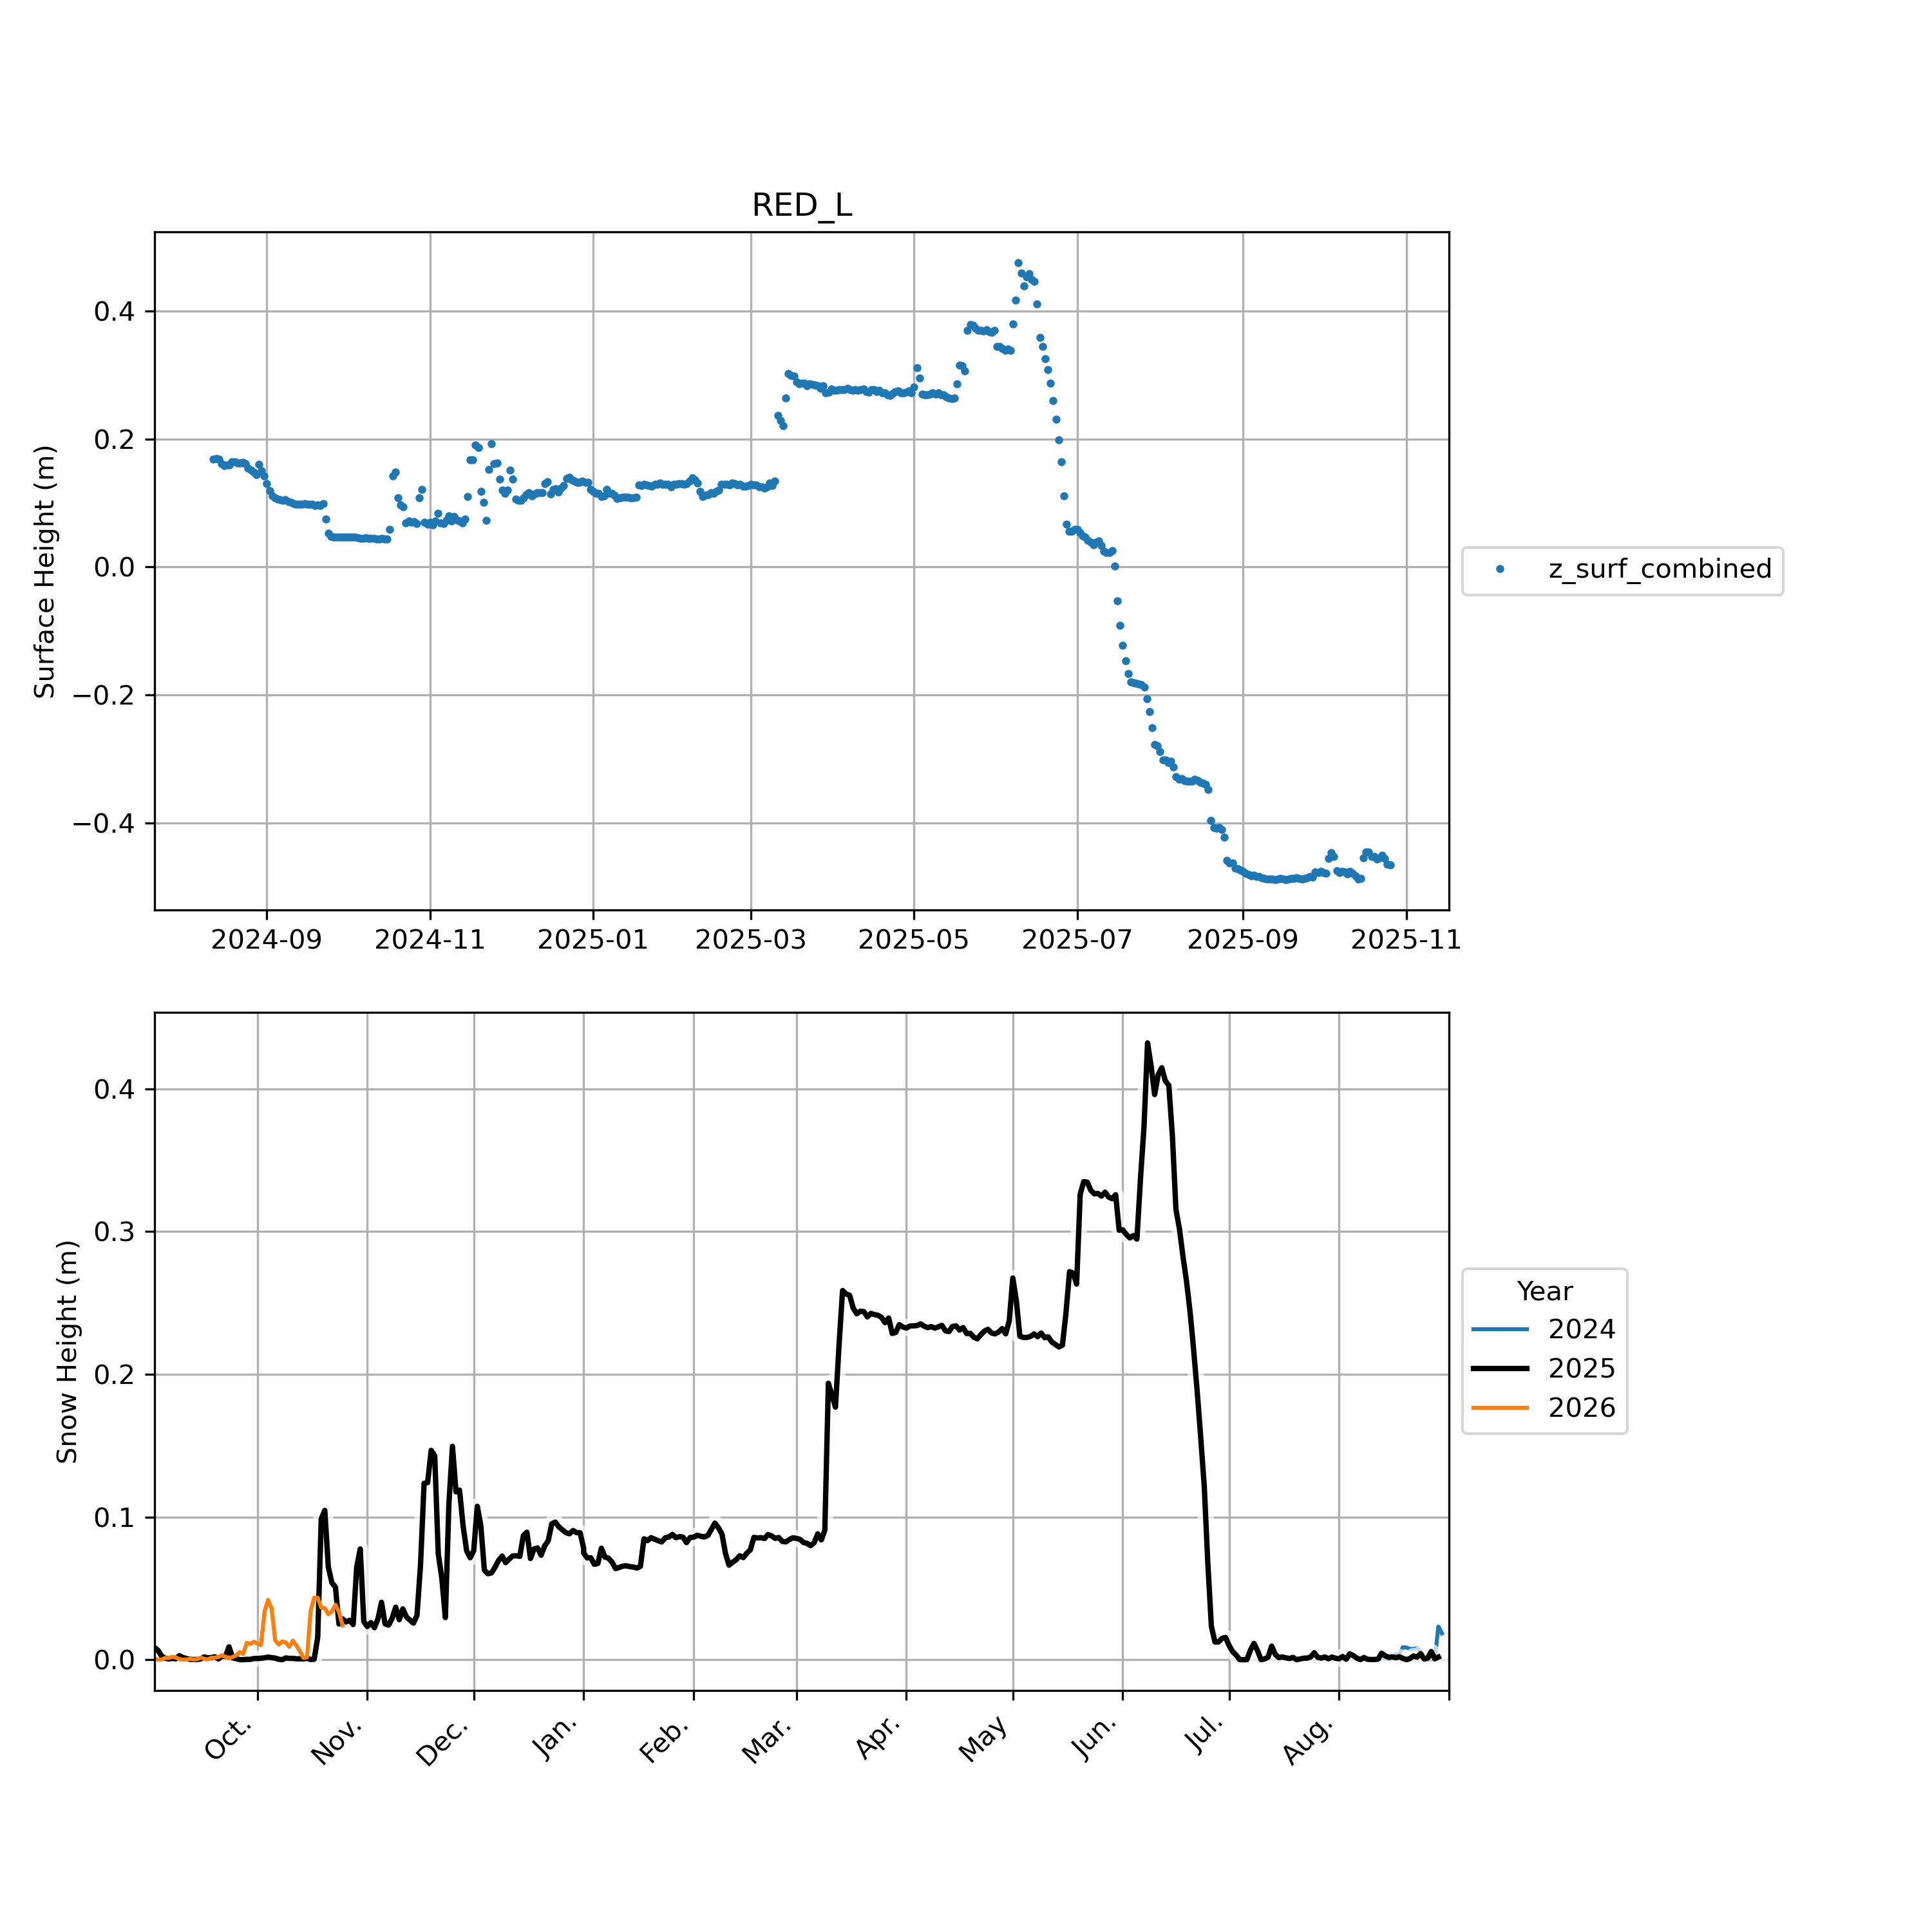 RED_L
Surface Height (m)
0.4
0.2
0.0
−0.2
−0.4
2024-09 2024-11 2025-01 2025-03 2025-05 2025-07 2025-09 2025-11
z_surf_combined
Snow Height (m)
0.4
0.3
0.2
0.1
0.0
Oct. Nov. Dec. Jan. Feb. Mar. Apr. May Jun. Jul. Aug.
Year
2024
2025
2026